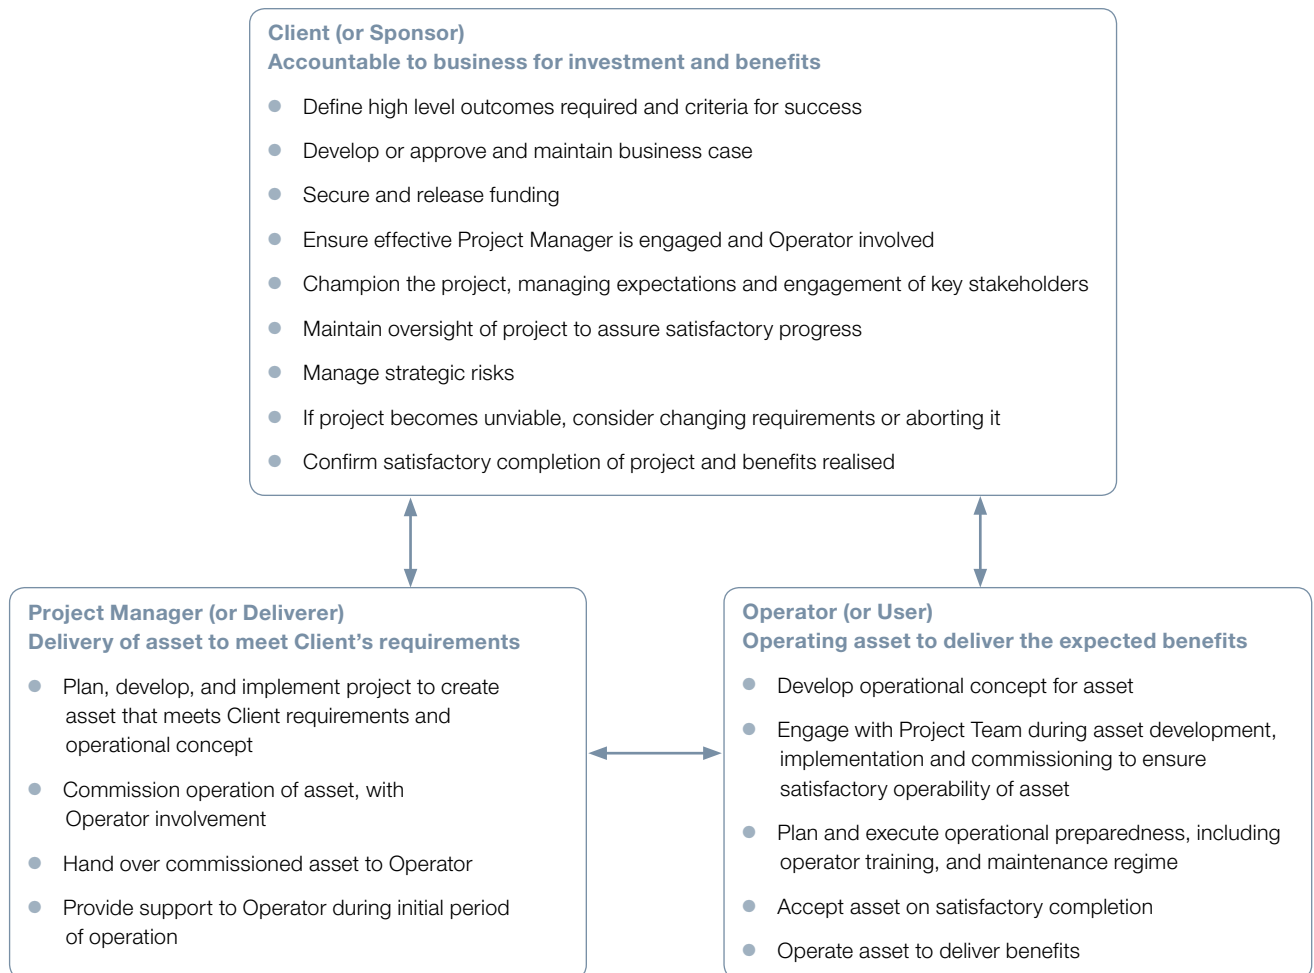 Client (or Sponsor)
Accountable to business for investment and benefits
Define high level outcomes required and criteria for success
Develop or approve and maintain business case
Secure and release funding
Ensure effective Project Manager is engaged and Operator involved
Champion the project, managing expectations and engagement of key stakeholders
Maintain oversight of project to assure satisfactory progress
Manage strategic risks
If project becomes unviable, consider changing requirements or aborting it
Confirm satisfactory completion of project and benefits realised
Project Manager (or Deliverer)
Delivery of asset to meet Client's requirements
Plan, develop, and implement project to create
asset that meets Client requirements and
operational concept
Commission operation of asset, with
Operator involvement
Hand over commissioned asset to Operator
Provide support to Operator during initial period
of operation
Operator (or User)
Operating asset to deliver the expected benefits
Develop operational concept for asset
Engage with Project Team during asset development,
implementation and commissioning to ensure
satisfactory operability of asset
Plan and execute operational preparedness, including
operator training, and maintenance regime
Accept asset on satisfactory completion
Operate asset to deliver benefits